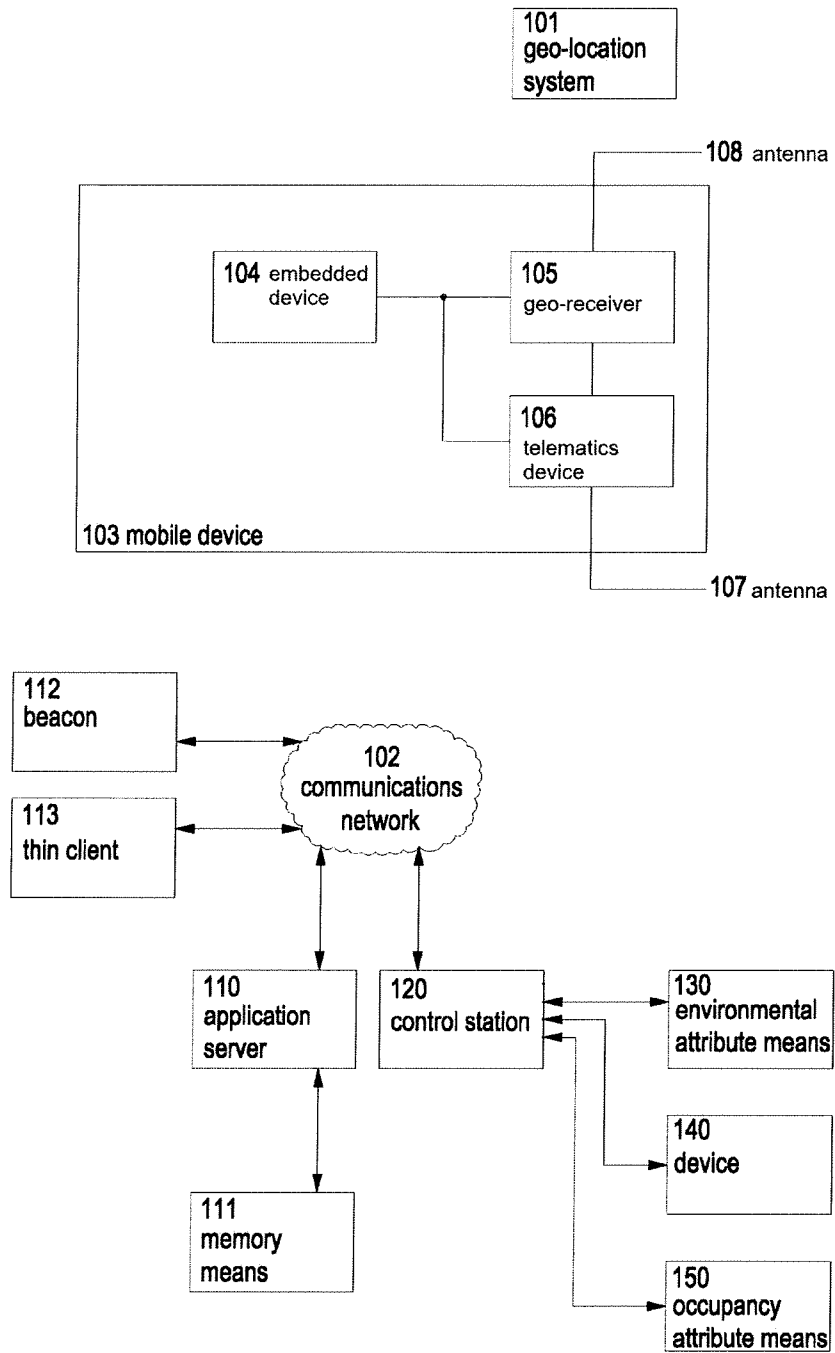 101
geo-location
system
108 antenna
104 embedded
device
105
geo-receiver
106
telematics
device
103 mobile device
107 antenna
112
beacon
102
communications
network
113
thin client
110
application
server
120
control station
130
environmental
attribute means
140
device
111
memory
means
150
occupancy
attribute means